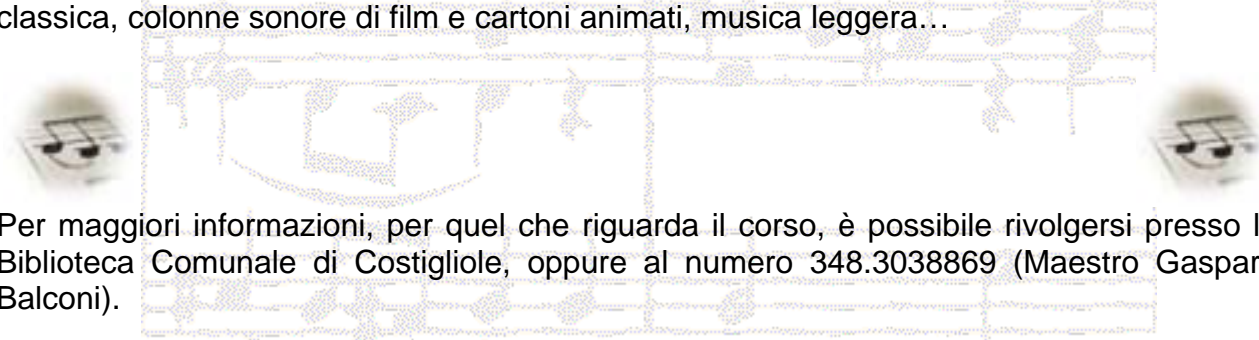 classica, colonne sonore di film e cartoni animati, musica leggera…
Per maggiori informazioni, per quel che riguarda il corso, è possibile rivolgersi presso l
Biblioteca Comunale di Costigliole, oppure al numero 348.3038869 (Maestro Gaspar
Balconi).